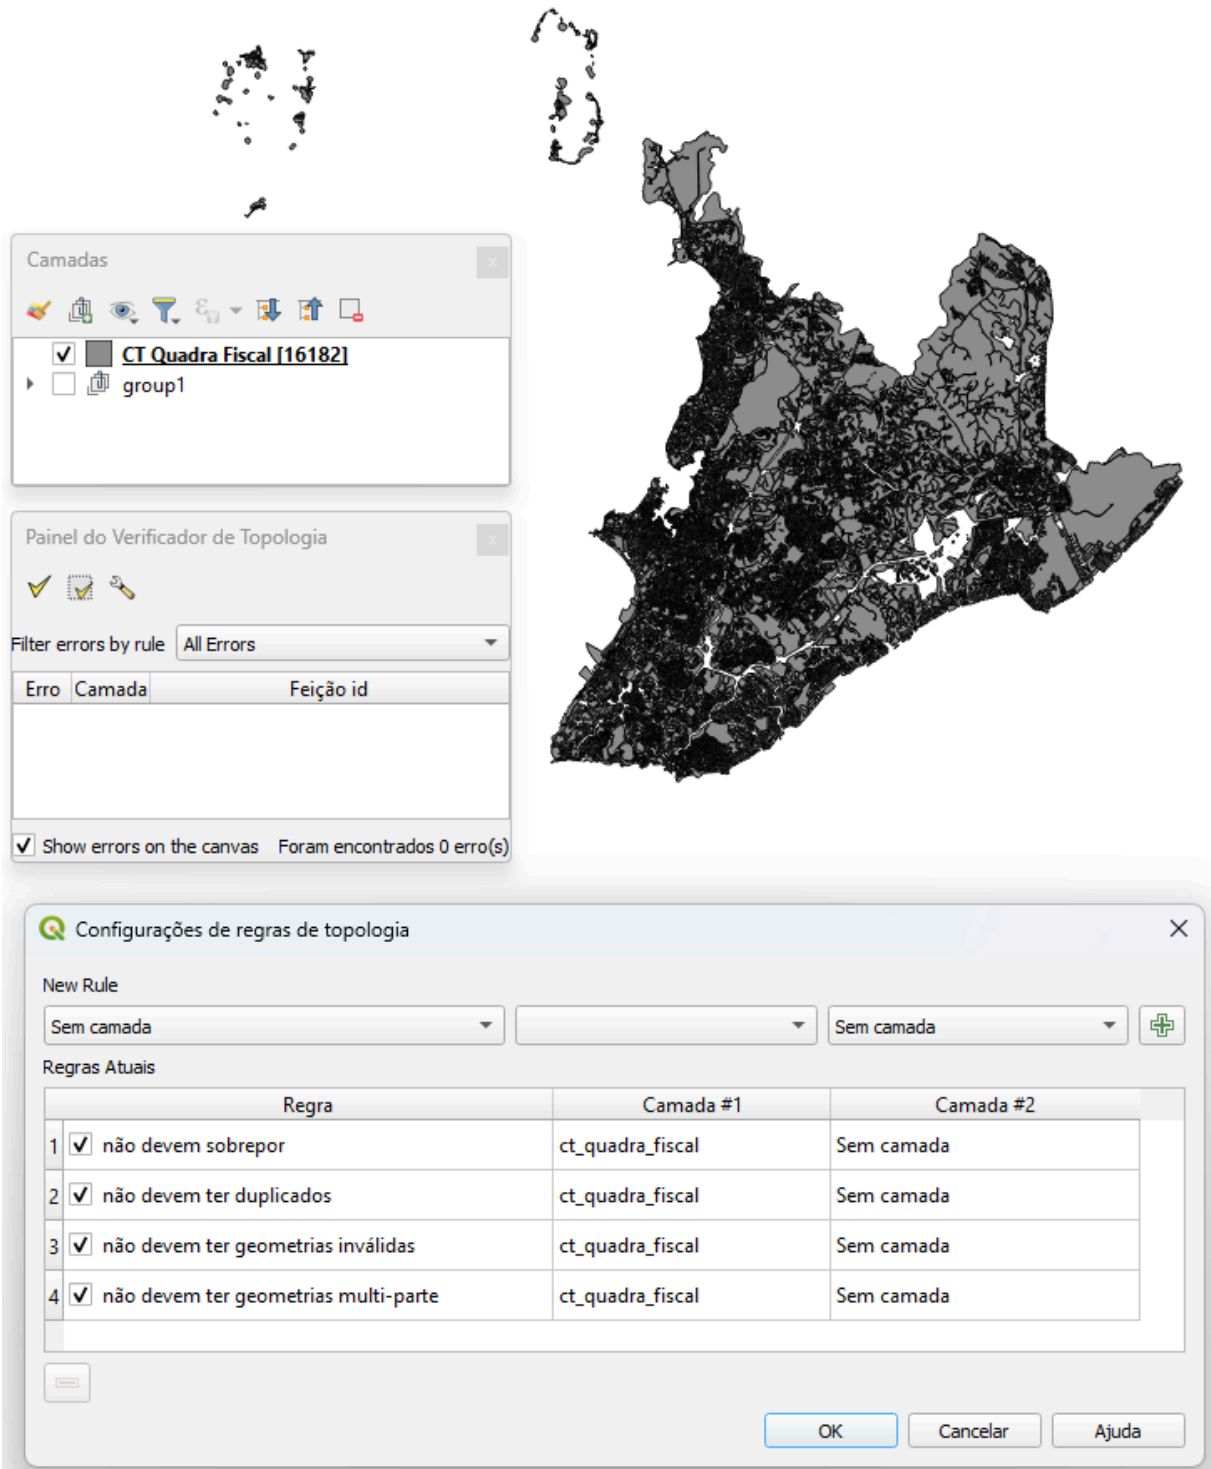 Camadas
x
CT Quadra Fiscal [16182]
group1
Painel do Verificador de Topologia
x
Filter errors by rule All Errors
Erro Camada Feição id
Show errors on the canvas Foram encontrados 0 erro(s)
Configurações de regras de topologia
New Rule
Sem camada Sem camada
Regras Atuais
Regra Camada #1 Camada #2
1 não devem sobrepor ct_quadra_fiscal Sem camada
2 não devem ter duplicados ct_quadra_fiscal Sem camada
3 não devem ter geometrias inválidas ct_quadra_fiscal Sem camada
4 não devem ter geometrias multi-parte ct_quadra_fiscal Sem camada
OK Cancelar Ajuda